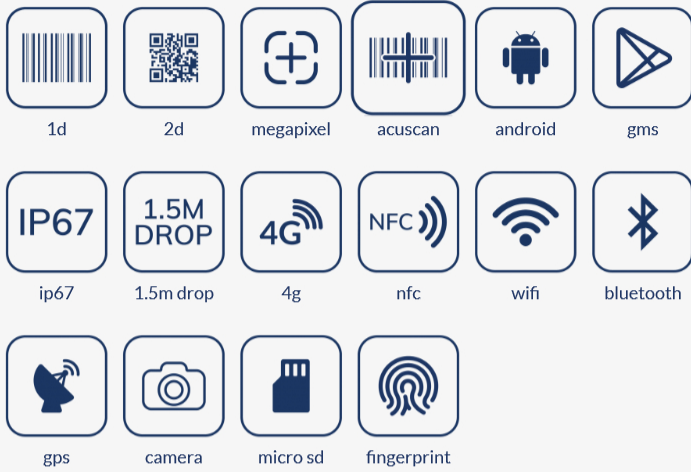 1d
2d
megapixel
acuscan
android
gms
IP67
1.5M
DROP
4G
NFC
ip67
1.5m drop
4g
nfc
wifi
bluetooth
gps
camera
micro sd
fingerprint